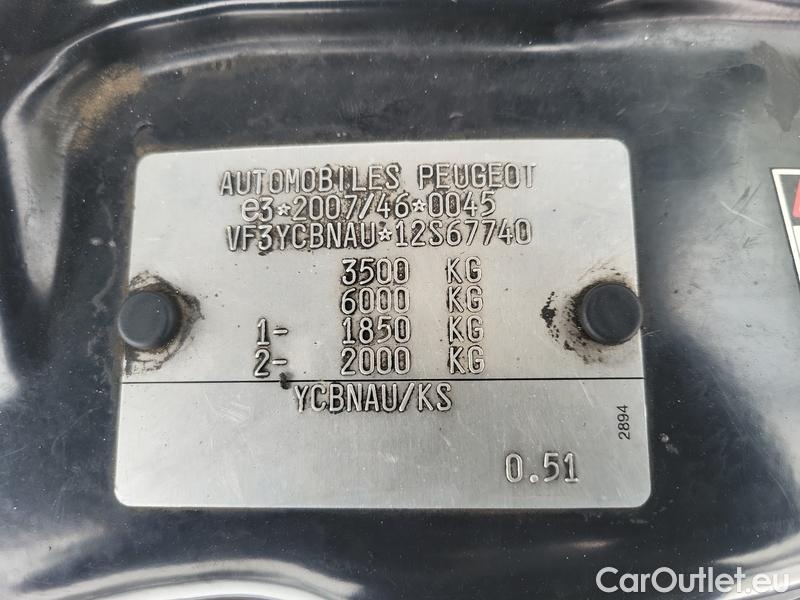 AUTOMOBILES PEUGEOT
e3*2007/46*0045
VF3YCBNAU*12S67740
3500 KG
6000 KG
1- 1850 KG
2- 2000 KG
YCBNAU/KS
2894
0.51
CarOutlet.eu